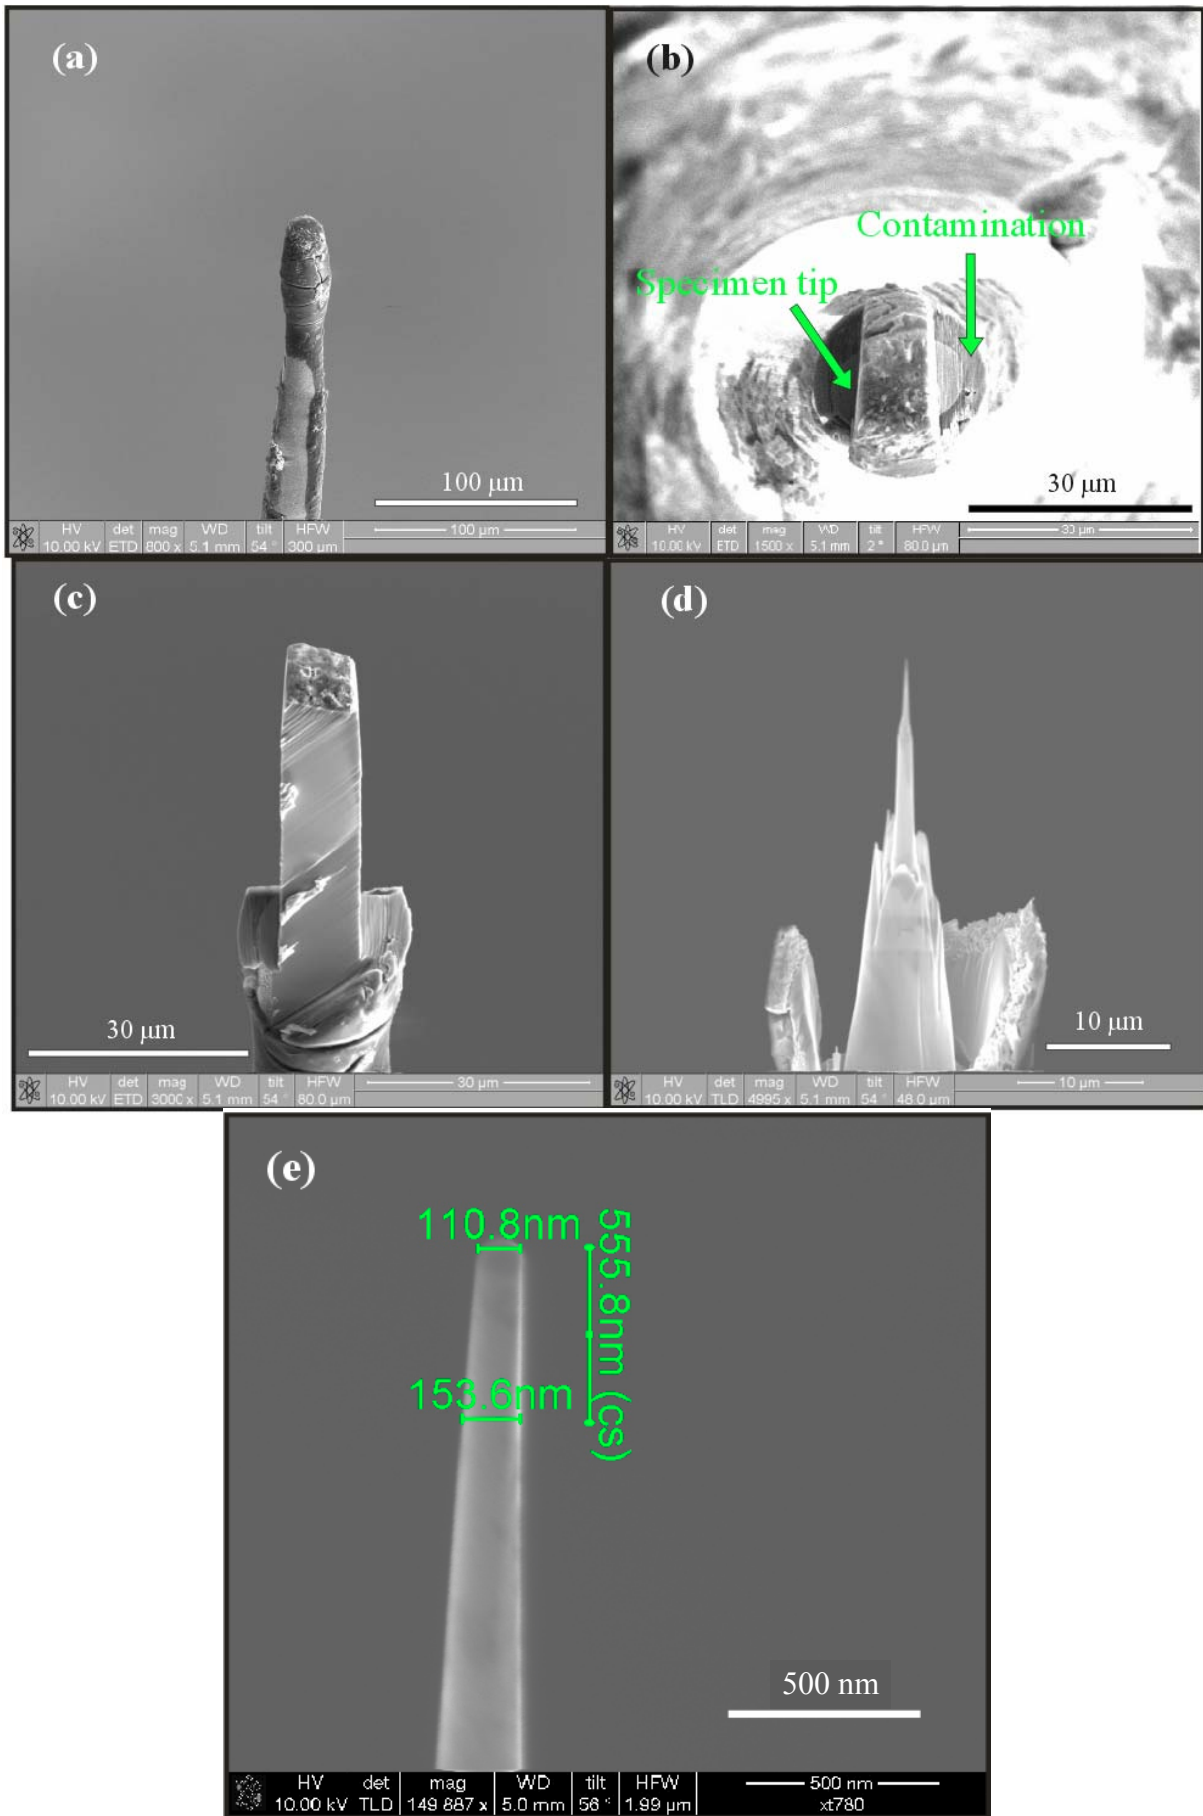 (a)
100 μm
HV det mag WD tilt HFW 100 μm
10.00 kV ETD 800 x 5.1 mm 54 ° 300 μm
(b)
Contamination
Specimen tip
30 μm
HV det mag WD tilt HFW 30 μm
10.00 kV ETD 1500 x 5.1 mm 2 ° 80.0 μm
(c)
30 μm
HV det mag WD tilt HFW 30 μm
10.00 kV ETD 3000 x 5.1 mm 54 ° 80.0 μm
(d)
10 μm
HV det mag WD tilt HFW 10 μm
10.00 kV TLD 4995 x 5.1 mm 54 ° 48.0 μm
(e)
110.8nm
555.8nm (cs)
153.6nm
500 nm
HV det mag WD tilt HFW 500 nm
10.00 kV TLD 149 887 x 5.0 mm 56 ° 1.99 μm xt780